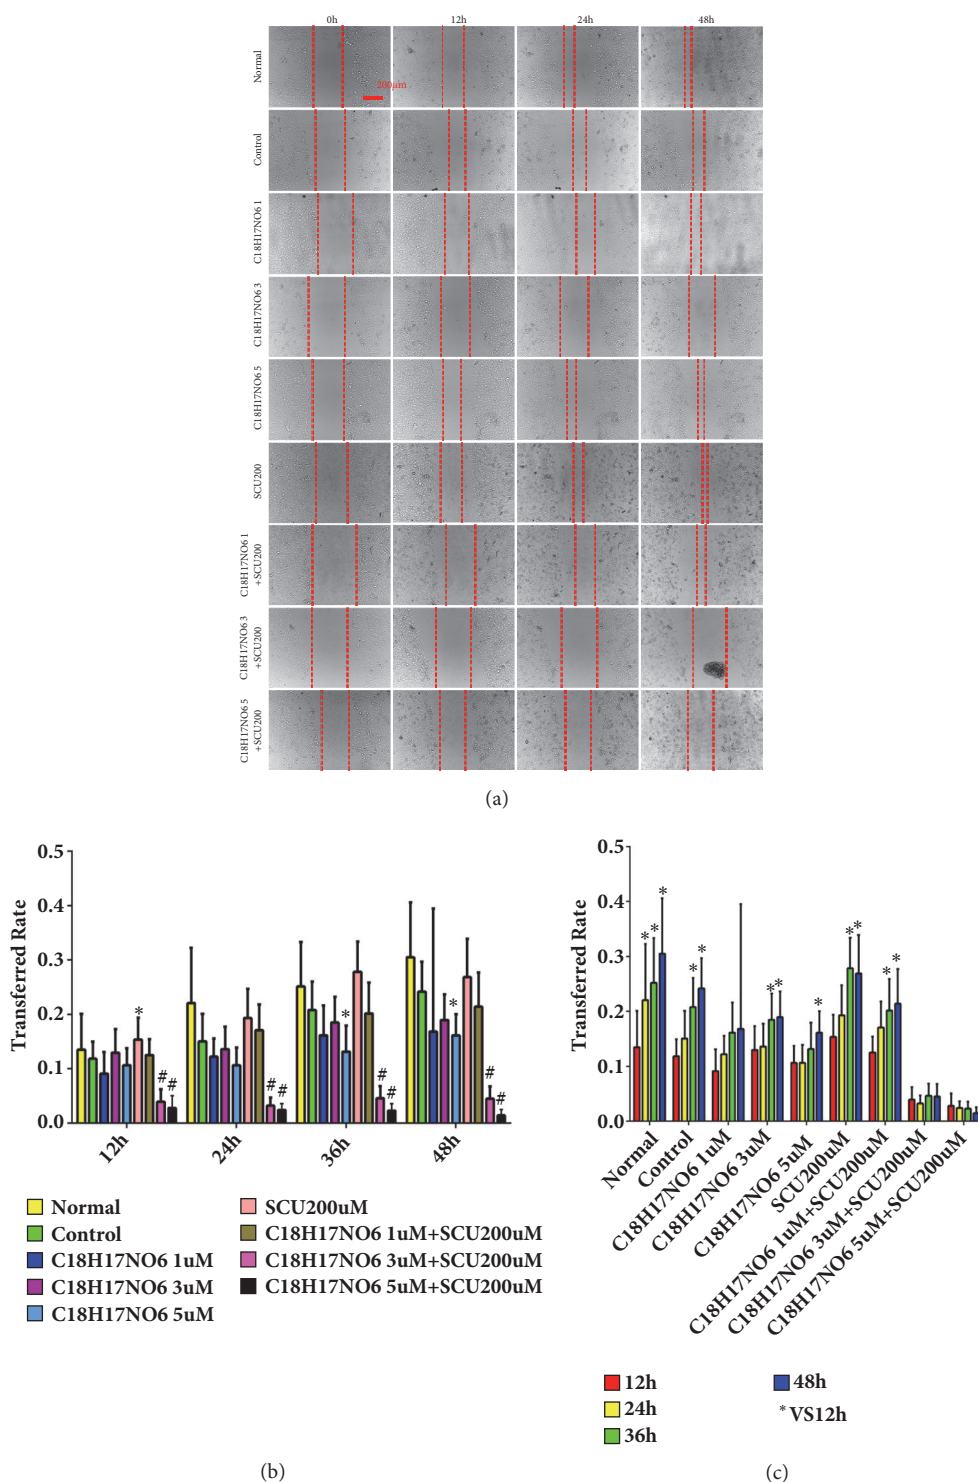 0h 12h 24h 48h
Normal
200μm
Control
C18H17NO6 1
C18H17NO6 3
C18H17NO6 5
SCU200
C18H17NO6 1
+SCU200
C18H17NO6 3
+SCU200
C18H17NO6 5
+SCU200
(a)
Transferred Rate
0.5
0.4
0.3
0.2
0.1
0.0
*
#
#
#
#
*
#
#
*
#
#
12h 24h 36h 48h
Normal
Control
C18H17NO6 1uM
C18H17NO6 3uM
C18H17NO6 5uM
SCU200uM
C18H17NO6 1uM+SCU200uM
C18H17NO6 3uM+SCU200uM
C18H17NO6 5uM+SCU200uM
(b)
Transferred Rate
0.5
0.4
0.3
0.2
0.1
0.0
* * *
* *
* *
*
* *
* *
Normal
Control
C18H17NO6 1uM
C18H17NO6 3uM
C18H17NO6 5uM
SCU200uM
C18H17NO6 1uM+SCU200uM
C18H17NO6 3uM+SCU200uM
C18H17NO6 5uM+SCU200uM
12h
24h
36h
48h
* VS12h
(c)